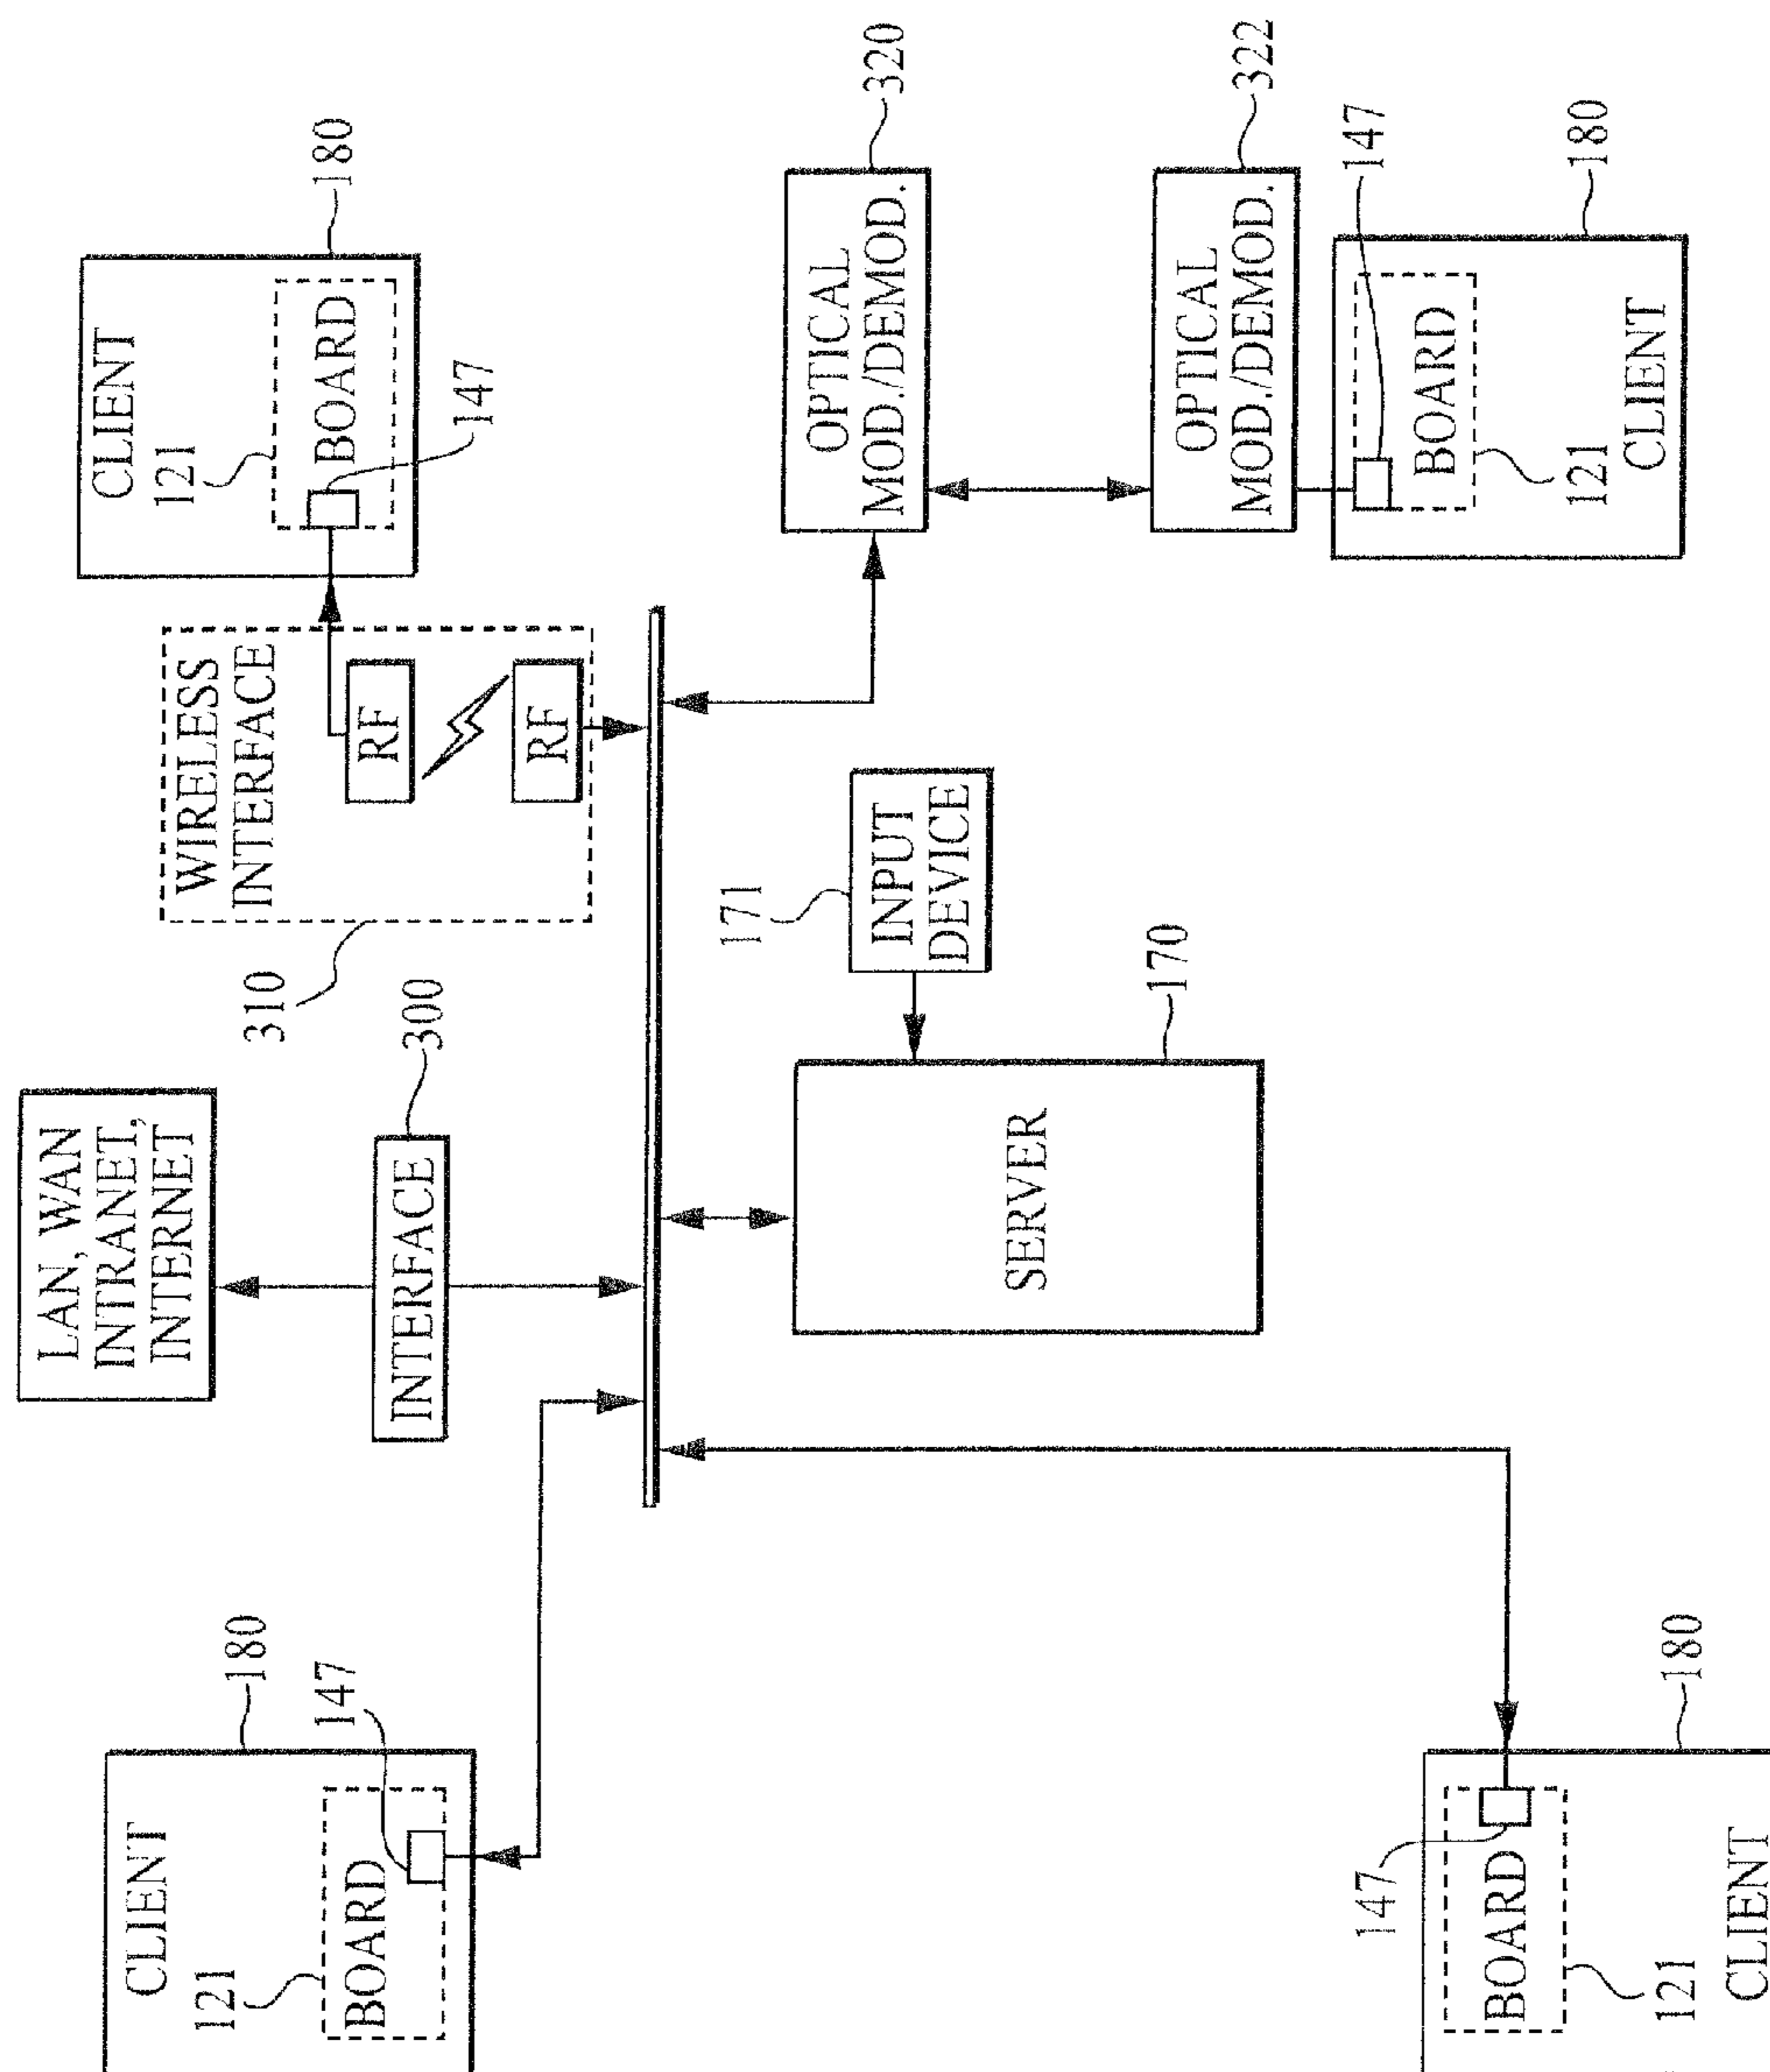 CLIENT
121
BOARD
147
180
LAN, WAN
INTRANET,
INTERNET
INTERFACE
300
310
WIRELESS
INTERFACE
RF
RF
CLIENT
121
BOARD
147
180
SERVER
170
171
INPUT
DEVICE
OPTICAL
MOD./DEMOD.
320
OPTICAL
MOD./DEMOD.
322
147
BOARD
121
CLIENT
180
147
BOARD
121
CLIENT
180